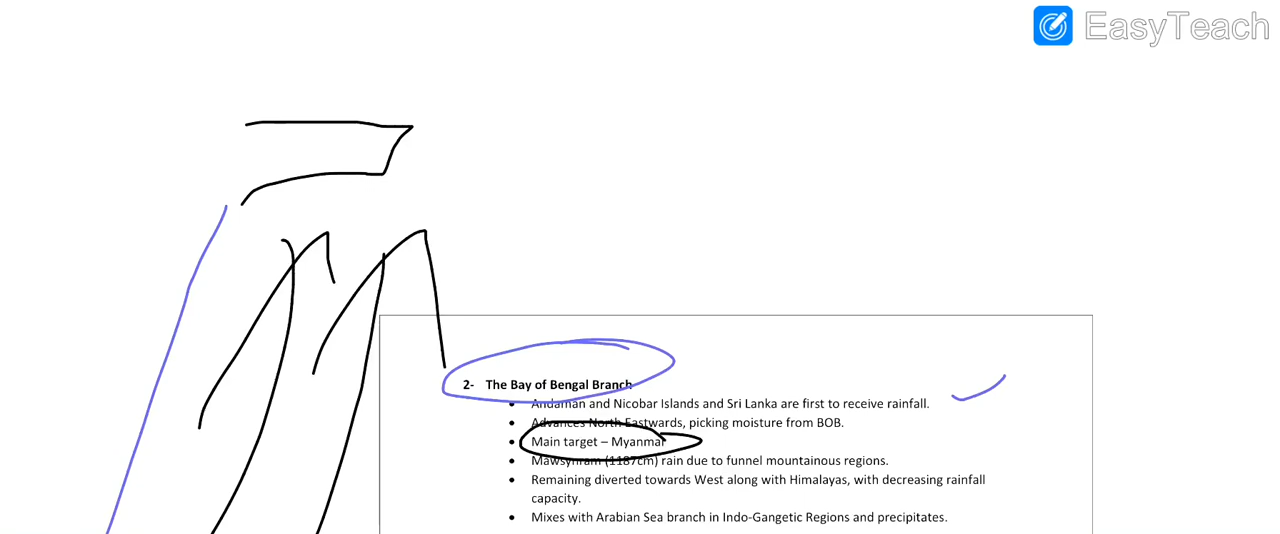 EasyTeach
2- The Bay of Bengal Branch
• Andaman and Nicobar Islands and Sri Lanka are first to receive rainfall.
• Advances North Eastwards, picking moisture from BOB.
• Main target – Myanmar
• Mawsynram (1187cm) rain due to funnel mountainous regions.
• Remaining diverted towards West along with Himalayas, with decreasing rainfall
capacity.
• Mixes with Arabian Sea branch in Indo-Gangetic Regions and precipitates.